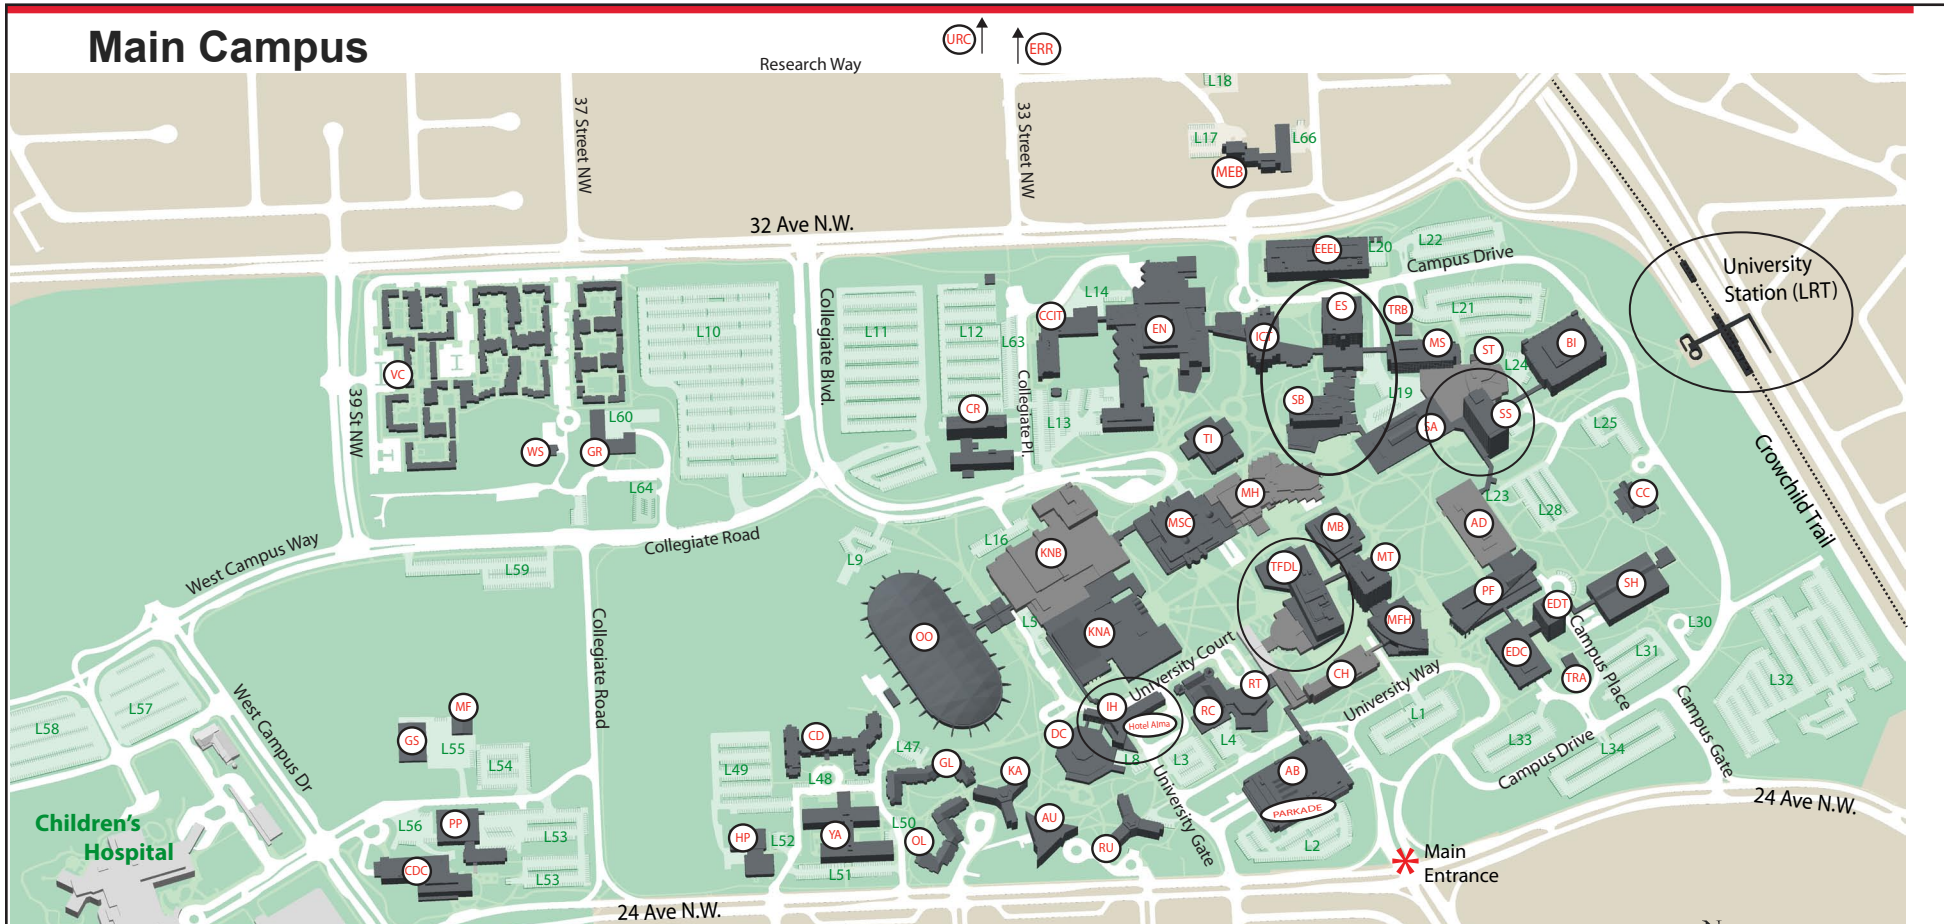 Main Campus
URC
ERR
Research Way
L18
37 Street NW
33 Street NW
L17
L66
MEB
32 Ave N.W.
EEEL
L20
L22
Campus Drive
University
Station (LRT)
Collegiate Blvd.
L14
CCIT
EN
ICT
ES
TRB
L21
L10
L11
L12
L63
MS
ST
BI
L24
VC
39 St NW
Collegiate Pl.
L19
SB
SS
SA
L60
CR
L13
TI
L25
WS
GR
L64
MH
L23
L28
CC
Crowchild Trail
MSC
MB
AD
West Campus Way
Collegiate Road
L9
L16
KNB
TFDL
MT
L59
PF
EDT
SH
Collegiate Road
OO
L5
KNA
MFH
Campus Place
L30
University Court
EDC
L31
L32
West Campus Dr
RT
CH
University Way
TRA
L57
L58
MF
IH
Hotel Alma
RC
L1
Campus Gate
GS
L55
L54
CD
DC
L4
L33
Campus Drive
L34
L47
L49
L48
GL
KA
L8
L3
University Gate
AB
PARKADE
24 Ave N.W.
Children's
Hospital
L56
PP
L53
HP
L52
YA
L50
OL
AU
RU
L2
Main
Entrance
CDC
L53
L51
24 Ave N.W.